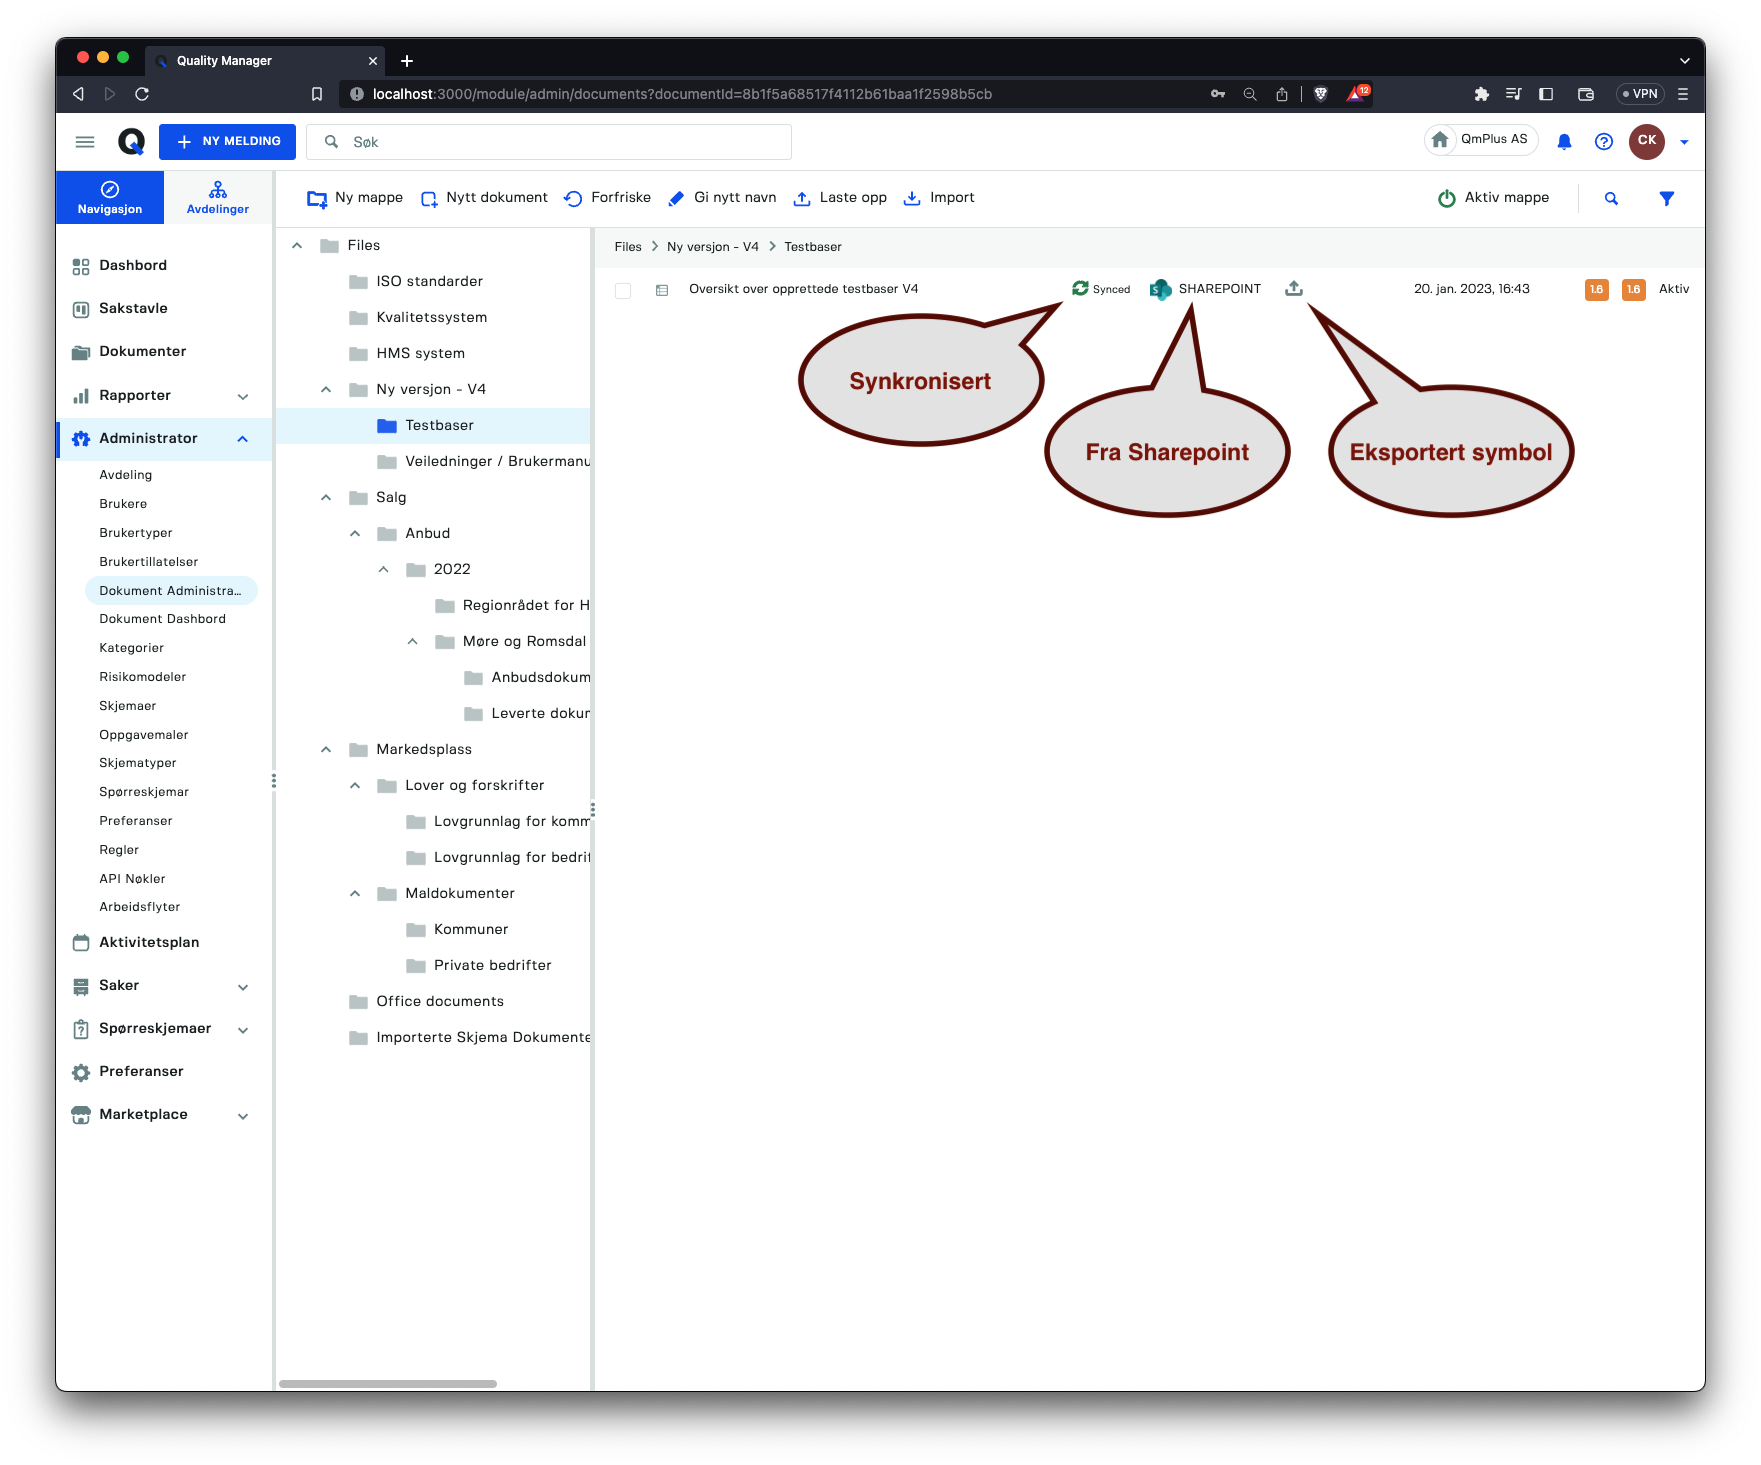 Quality Manager
localhost:3000/module/admin/documents?documentId=8b1f5a68517f4112b61baa1f2598b5cb
12
VPN
NY MELDING
Søk
QmPlus AS
CK
Navigasjon
Avdelinger
Ny mappe
Nytt dokument
Forfriske
Gi nytt navn
Laste opp
Import
Aktiv mappe
Dashbord
Sakstavle
Dokumenter
Rapporter
Administrator
Avdeling
Brukere
Brukertyper
Brukertillatelser
Dokument Administra...
Dokument Dashbord
Kategorier
Risikomodeler
Skjemaer
Oppgavemaler
Skjematyper
Spørreskjemar
Preferanser
Regler
API Nøkler
Arbeidsflyter
Aktivitetsplan
Saker
Spørreskjemaer
Preferanser
Marketplace
Files
ISO standarder
Kvalitetssystem
HMS system
Ny versjon - V4
Testbaser
Veiledninger / Brukermanu
Salg
Anbud
2022
Regionrådet for H
Møre og Romsdal
Anbudsdokum
Leverte dokur
Markedsplass
Lover og forskrifter
Lovgrunnlag for komm
Lovgrunnlag for bedrif
Maldokumenter
Kommuner
Private bedrifter
Office documents
Importerte Skjema Dokumente
Files > Ny versjon - V4 > Testbaser
Oversikt over opprettede testbaser V4
Synced
SHAREPOINT
20. jan. 2023, 16:43
1.6
1.6
Aktiv
Synkronisert
Fra Sharepoint
Eksportert symbol